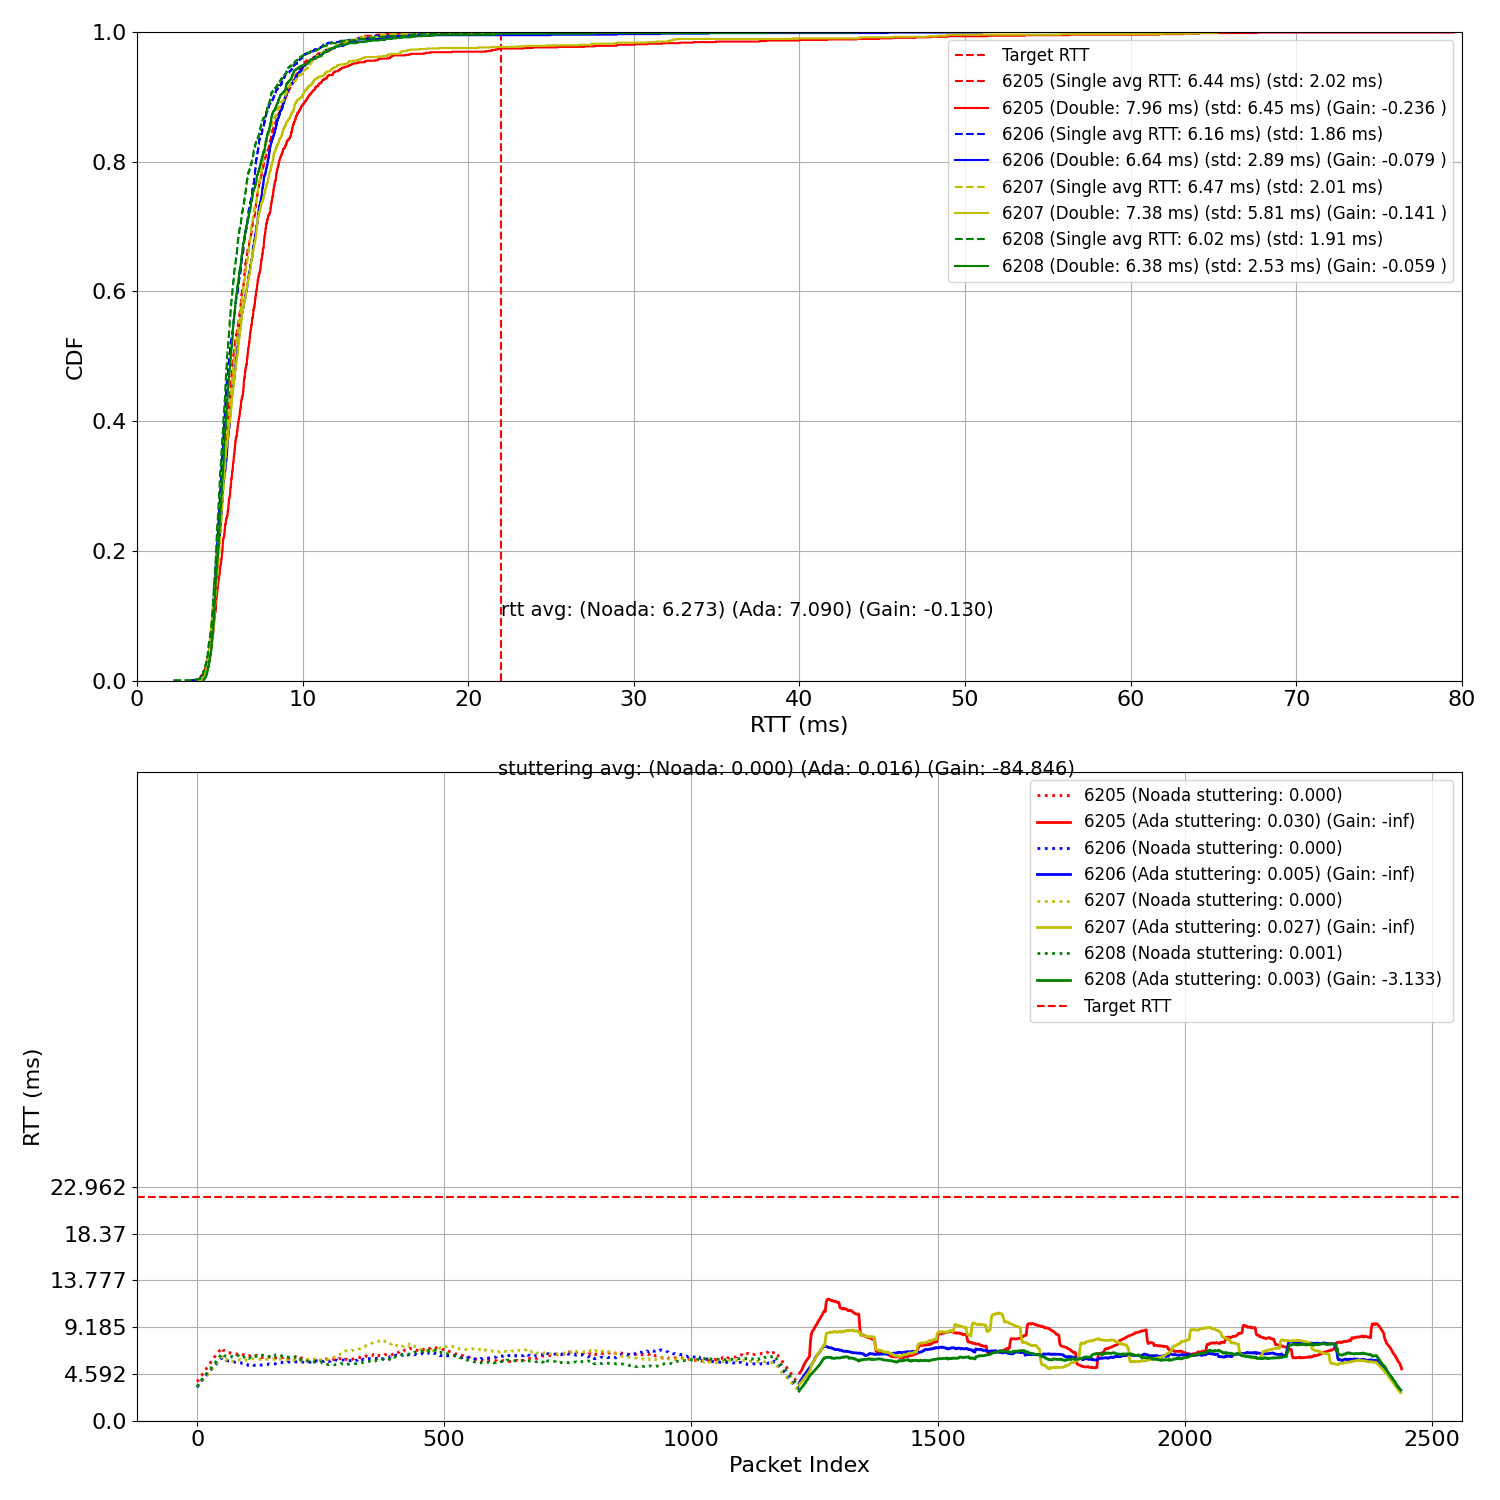 1.0
0.8
0.6
0.4
0.2
0.0
CDF
Target RTT
6205 (Single avg RTT: 6.44 ms) (std: 2.02 ms)
6205 (Double: 7.96 ms) (std: 6.45 ms) (Gain: -0.236 )
6206 (Single avg RTT: 6.16 ms) (std: 1.86 ms)
6206 (Double: 6.64 ms) (std: 2.89 ms) (Gain: -0.079 )
6207 (Single avg RTT: 6.47 ms) (std: 2.01 ms)
6207 (Double: 7.38 ms) (std: 5.81 ms) (Gain: -0.141 )
6208 (Single avg RTT: 6.02 ms) (std: 1.91 ms)
6208 (Double: 6.38 ms) (std: 2.53 ms) (Gain: -0.059 )
rtt avg: (Noada: 6.273) (Ada: 7.090) (Gain: -0.130)
0 10 20 30 40 50 60 70 80
RTT (ms)
stuttering avg: (Noada: 0.000) (Ada: 0.016) (Gain: -84.846)
6205 (Noada stuttering: 0.000)
6205 (Ada stuttering: 0.030) (Gain: -inf)
6206 (Noada stuttering: 0.000)
6206 (Ada stuttering: 0.005) (Gain: -inf)
6207 (Noada stuttering: 0.000)
6207 (Ada stuttering: 0.027) (Gain: -inf)
6208 (Noada stuttering: 0.001)
6208 (Ada stuttering: 0.003) (Gain: -3.133)
Target RTT
RTT (ms)
22.962
18.37
13.777
9.185
4.592
0.0
0 500 1000 1500 2000 2500
Packet Index